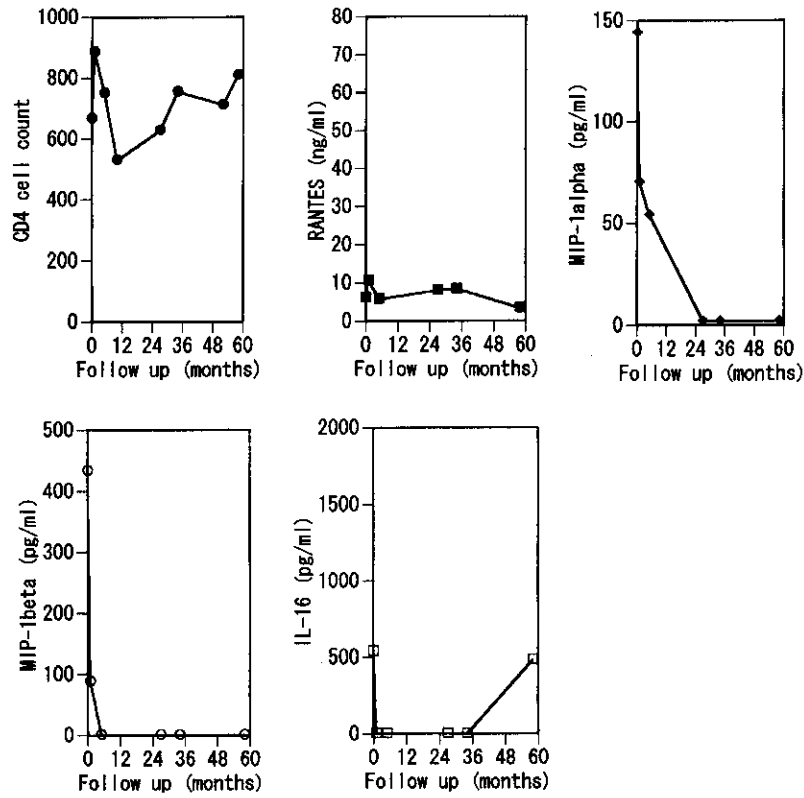 CD4 cell count
1000
800
600
400
200
0
0 12 24 36 48 60
Follow up (months)
RANTES (ng/ml)
80
70
60
50
40
30
20
10
0
0 12 24 36 48 60
Follow up (months)
MIP-1alpha (pg/ml)
150
100
50
0
0 12 24 36 48 60
Follow up (months)
MIP-1beta (pg/ml)
500
400
300
200
100
0
0 12 24 36 48 60
Follow up (months)
IL-16 (pg/ml)
2000
1500
1000
500
0
0 12 24 36 48 60
Follow up (months)